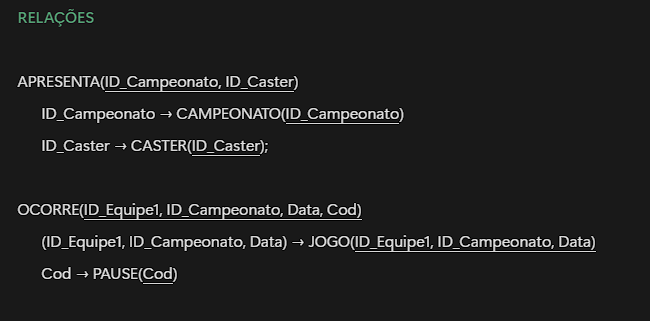 RELAÇÕES
APRESENTA(ID_Campeonato, ID_Caster)
ID_Campeonato → CAMPEONATO(ID_Campeonato)
ID_Caster → CASTER(ID_Caster);
OCORRE(ID_Equipe1, ID_Campeonato, Data, Cod)
(ID_Equipe1, ID_Campeonato, Data) → JOGO(ID_Equipe1, ID_Campeonato, Data)
Cod → PAUSE(Cod)